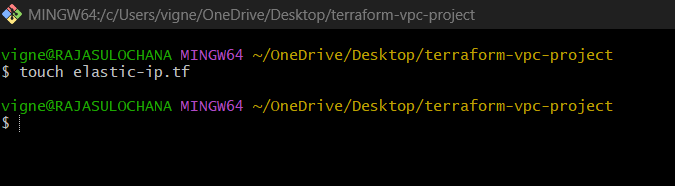 MINGW64:/c/Users/vigne/OneDrive/Desktop/terraform-vpc-project
vigne@RAJASULOCHANA MINGW64 ~/OneDrive/Desktop/terraform-vpc-project
$ touch elastic-ip.tf
vigne@RAJASULOCHANA MINGW64 ~/OneDrive/Desktop/terraform-vpc-project
$